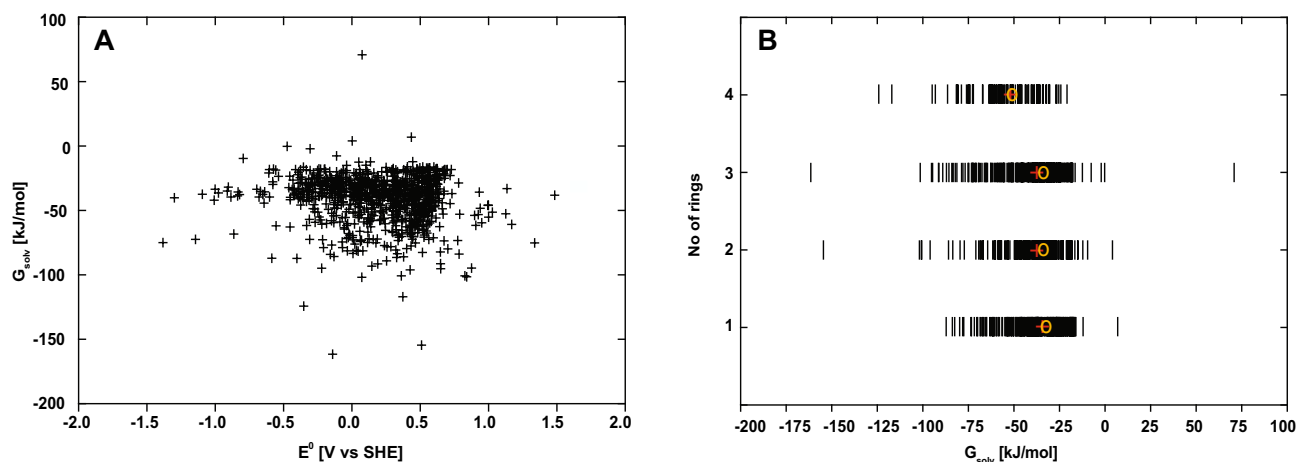 A
100
50
0
-50
-100
-150
-200
G_solv [kJ/mol]
-2.0 -1.5 -1.0 -0.5 0.0 0.5 1.0 1.5 2.0
E^0 [V vs SHE]
B
4
3
2
1
No of rings
-200 -175 -150 -125 -100 -75 -50 -25 0 25 50 75 100
G_solv [kJ/mol]